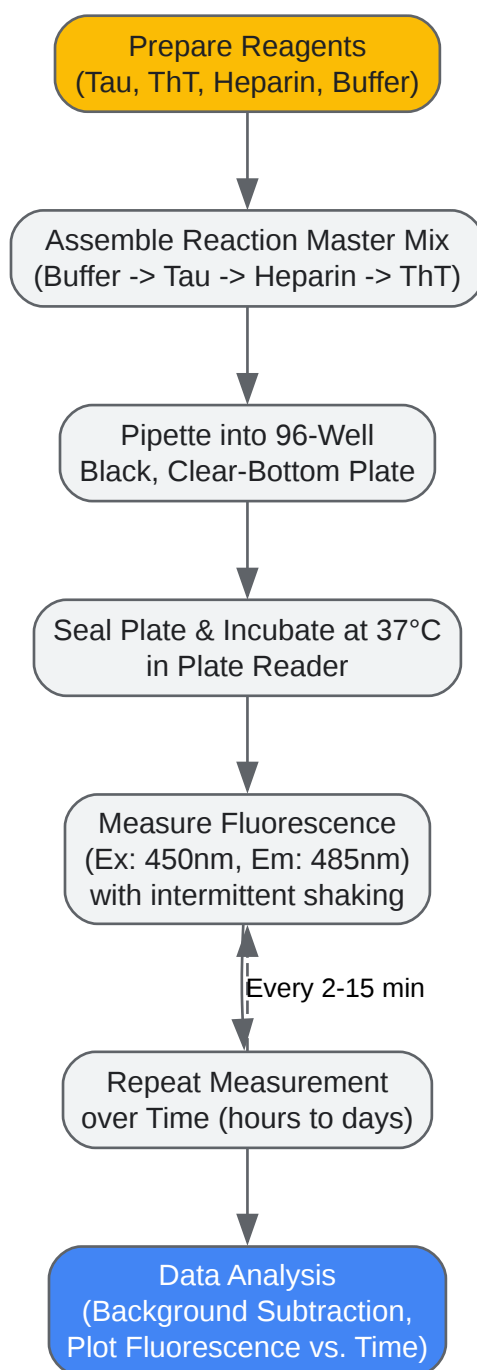 Prepare Reagents
(Tau, ThT, Heparin, Buffer)
Assemble Reaction Master Mix
(Buffer -> Tau -> Heparin -> ThT)
Pipette into 96-Well
Black, Clear-Bottom Plate
Seal Plate & Incubate at 37°C
in Plate Reader
Measure Fluorescence
(Ex: 450nm, Em: 485nm)
with intermittent shaking
Every 2-15 min
Repeat Measurement
over Time (hours to days)
Data Analysis
(Background Subtraction,
Plot Fluorescence vs. Time)